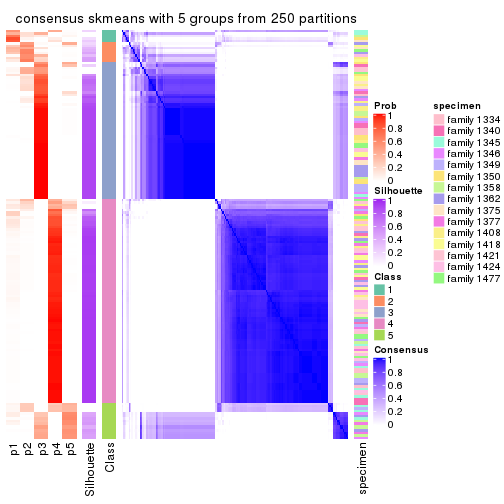 consensus skmeans with 5 groups from 250 partitions
p1
p2
p3
p4
p5
Silhouette
Class
specimen
Prob
1
0.8
0.6
0.4
0.2
0
Silhouette
1
0.8
0.6
0.4
0.2
0
Class
1
2
3
4
5
Consensus
1
0.8
0.6
0.4
0.2
0
specimen
family 1334
family 1340
family 1345
family 1346
family 1349
family 1350
family 1358
family 1362
family 1375
family 1377
family 1408
family 1418
family 1421
family 1424
family 1477